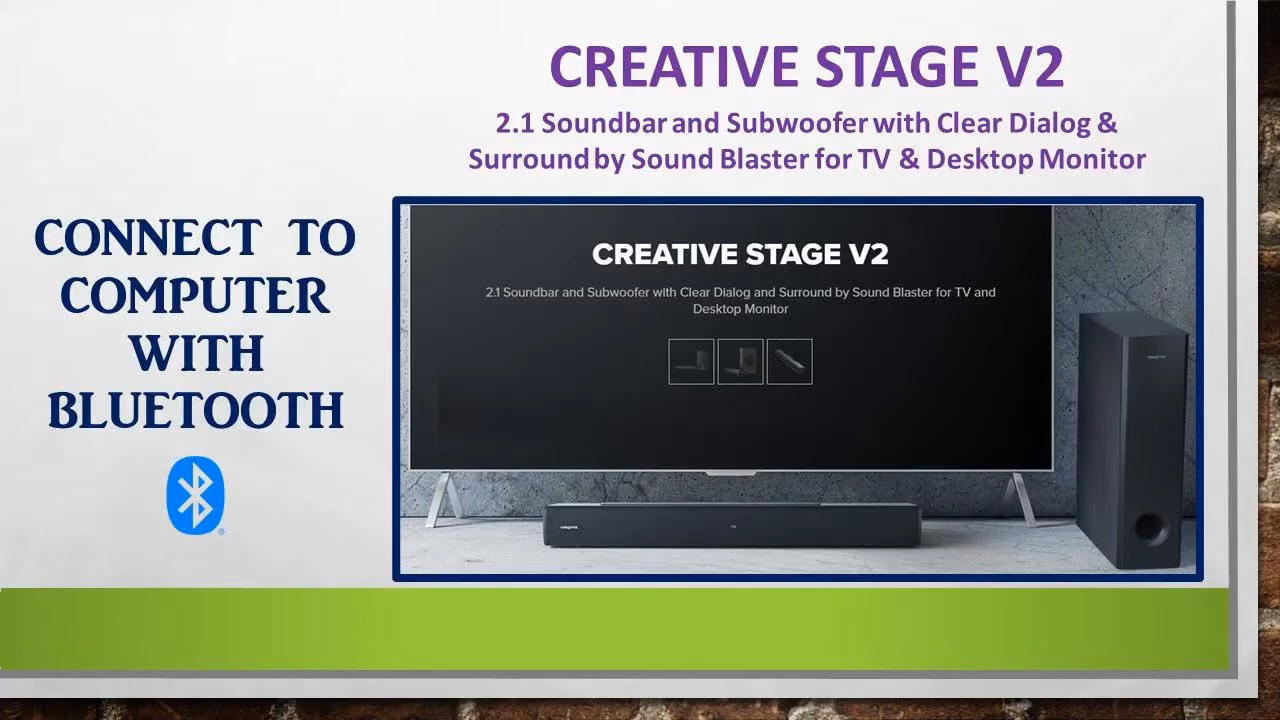 CREATIVE STAGE V2
2.1 Soundbar and Subwoofer with Clear Dialog &
Surround by Sound Blaster for TV & Desktop Monitor
CONNECT TO
COMPUTER
WITH
BLUETOOTH
®
CREATIVE STAGE V2
2.1 Soundbar and Subwoofer with Clear Dialog and Surround by Sound Blaster for TV and
Desktop Monitor
CREATIVE
CREATIVE